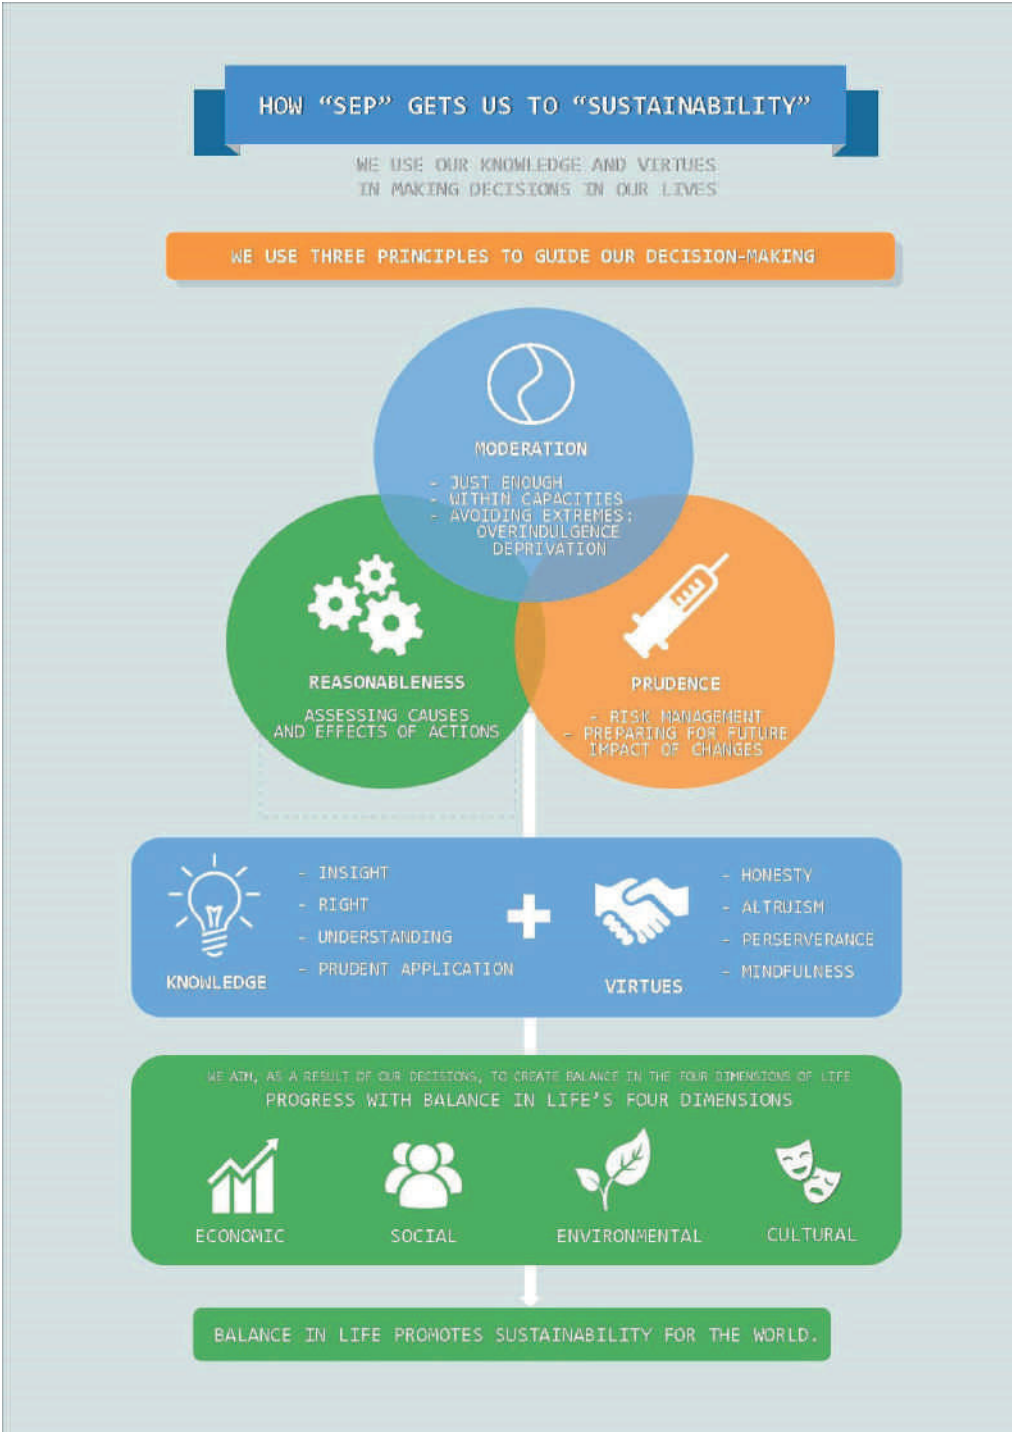 HOW “SEP” GETS US TO “SUSTAINABILITY”
WE USE OUR KNOWLEDGE AND VIRTUES
IN MAKING DECISIONS IN OUR LIVES
WE USE THREE PRINCIPLES TO GUIDE OUR DECISION-MAKING
MODERATION
- JUST ENOUGH
- WITHIN CAPACITIES
- AVOIDING EXTREMES:
OVERINDULGENCE
DEPRIVATION
REASONABLENESS
ASSESSING CAUSES
AND EFFECTS OF ACTIONS
PRUDENCE
- RISK MANAGEMENT
- PREPARING FOR FUTURE
IMPACT OF CHANGES
KNOWLEDGE
- INSIGHT
- RIGHT
- UNDERSTANDING
- PRUDENT APPLICATION
VIRTUES
- HONESTY
- ALTRUISM
- PERSERVERANCE
- MINDFULNESS
WE AIM, AS A RESULT OF OUR DECISIONS, TO CREATE BALANCE IN THE FOUR DIMENSIONS OF LIFE
PROGRESS WITH BALANCE IN LIFE’S FOUR DIMENSIONS
ECONOMIC
SOCIAL
ENVIRONMENTAL
CULTURAL
BALANCE IN LIFE PROMOTES SUSTAINABILITY FOR THE WORLD.